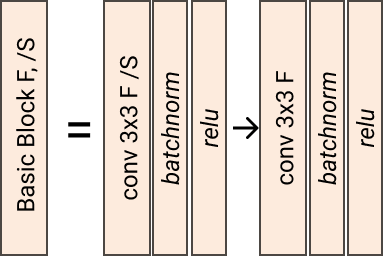 Basic Block F, /S
=
conv 3x3 F /S
batchnorm
relu
→
conv 3x3 F
batchnorm
relu